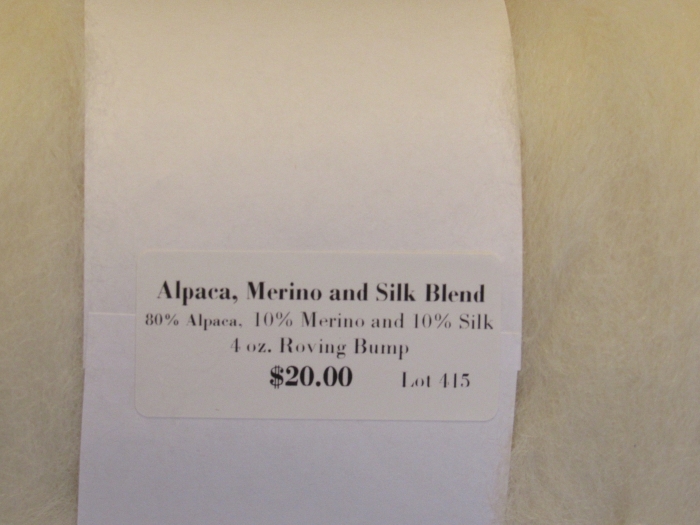 Alpaca, Merino and Silk Blend
80% Alpaca, 10% Merino and 10% Silk
4 oz. Roving Bump
$20.00 Lot 415